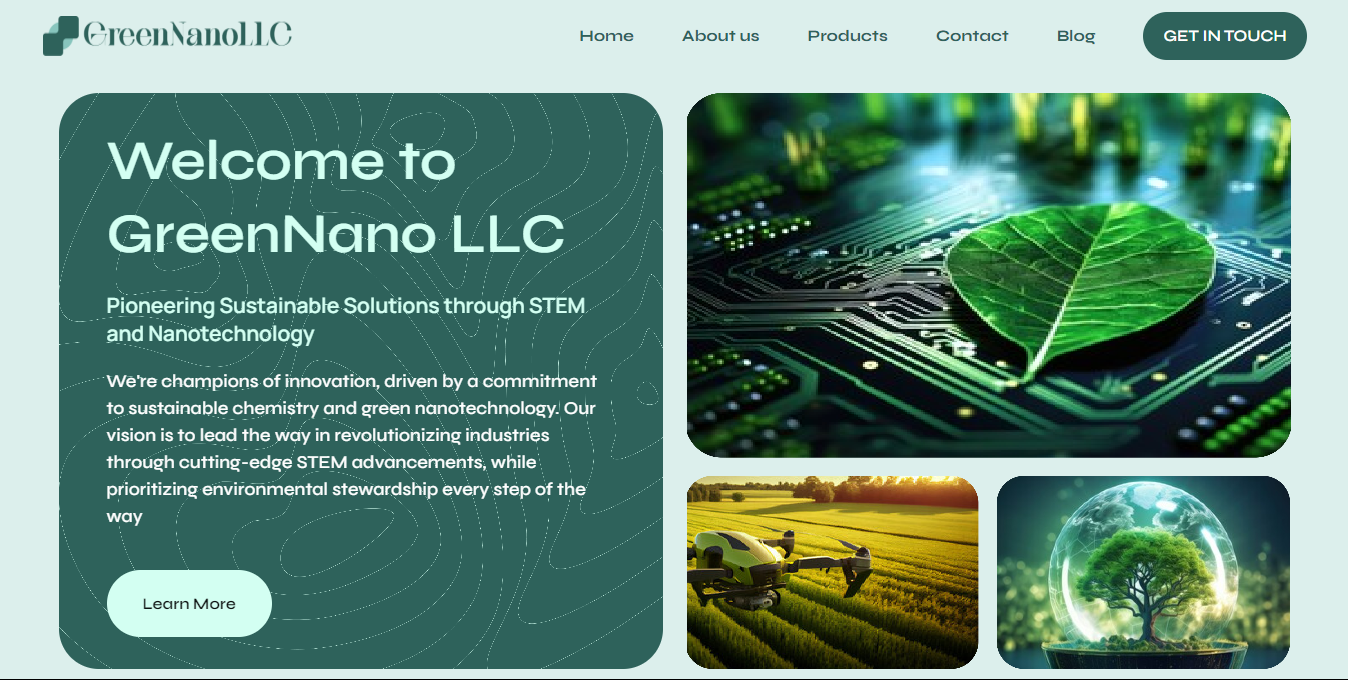 GreenNanoLLC
Home
About us
Products
Contact
Blog
GET IN TOUCH
Welcome to
GreenNano LLC
Pioneering Sustainable Solutions through STEM
and Nanotechnology
We're champions of innovation, driven by a commitment
to sustainable chemistry and green nanotechnology. Our
vision is to lead the way in revolutionizing industries
through cutting-edge STEM advancements, while
prioritizing environmental stewardship every step of the
way
Learn More